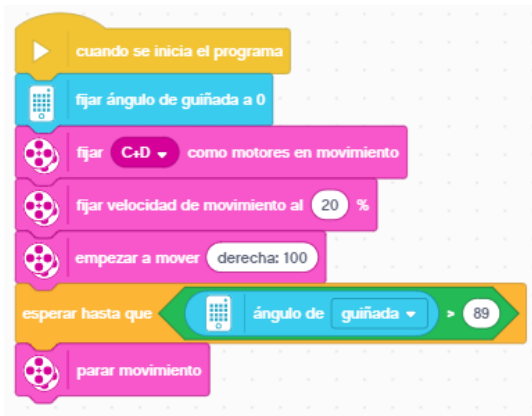 cuando se inicia el programa
fijar ángulo de guiñada a 0
fijar C+D como motores en movimiento
fijar velocidad de movimiento al 20 %
empezar a mover derecha: 100
esperar hasta que ángulo de guiñada > 89
parar movimiento